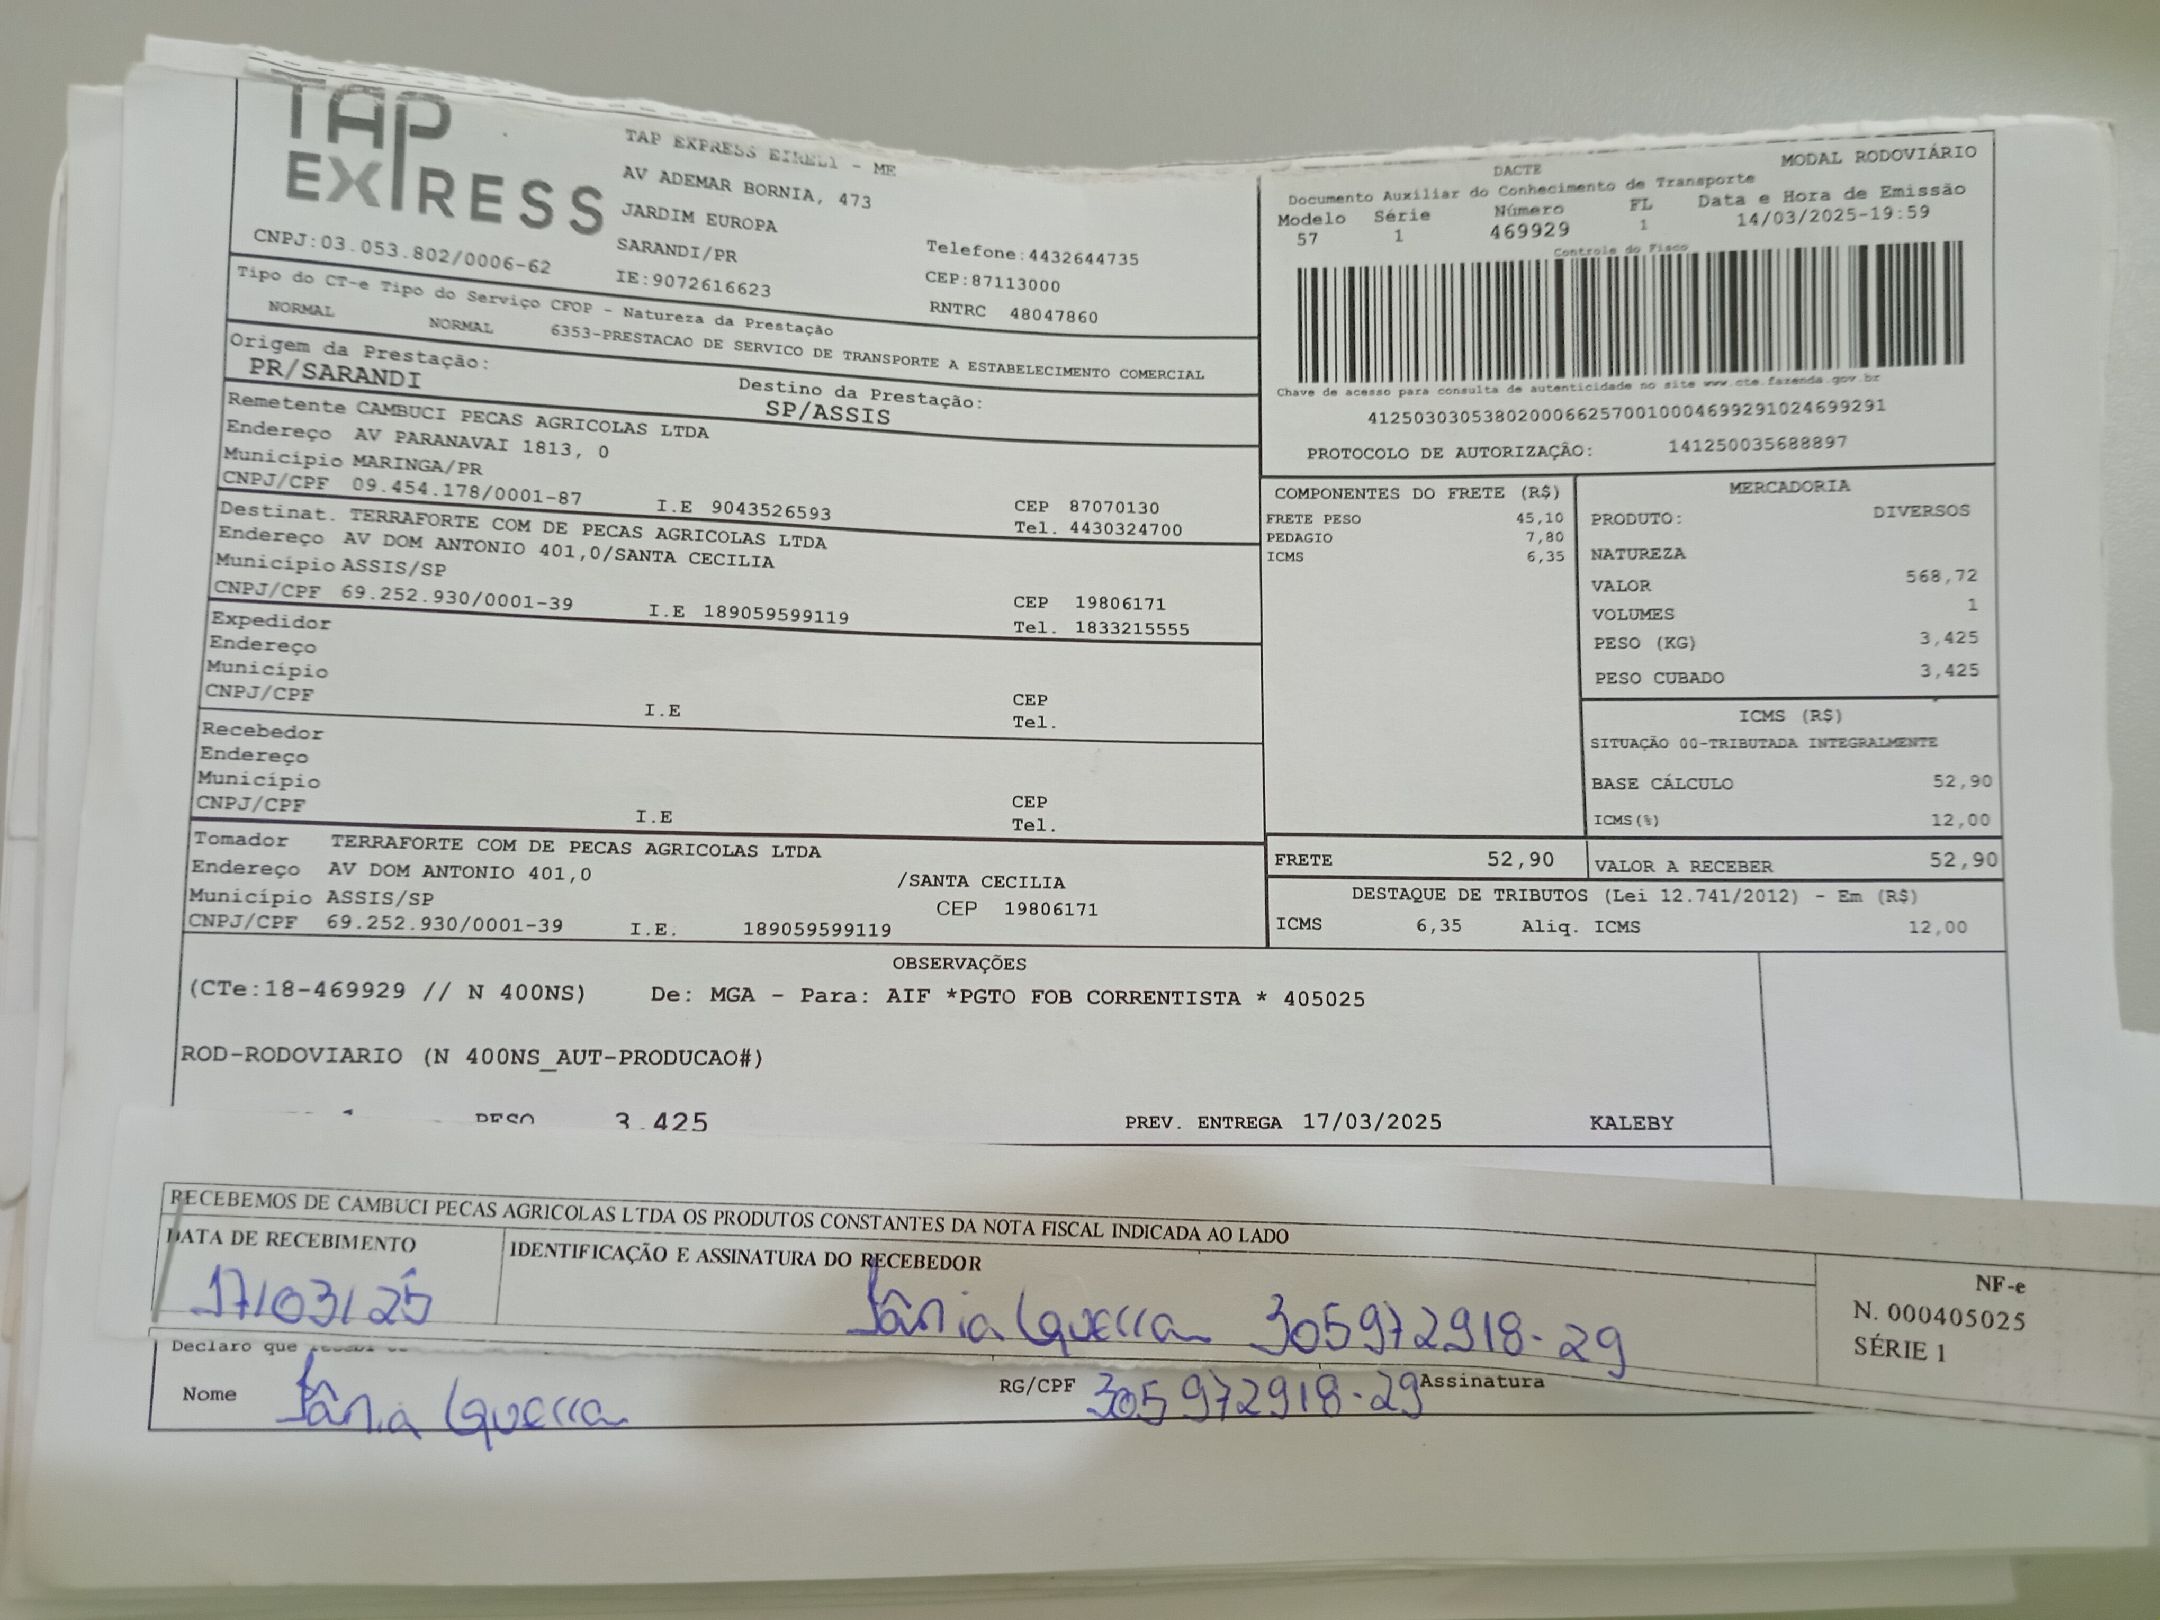 TAP
EXPRESS
TAP EXPRESS EIRELI - ME
AV ADEMAR BORNIA, 473
JARDIM EUROPA
SARANDI/PR
IE:9072616623
Telefone:4432644735
CEP:87113000
RNTRC 48047860
CNPJ:03.053.802/0006-62
Tipo do CT-e Tipo do Serviço CFOP - Natureza da Prestação
NORMAL NORMAL 6353-PRESTACAO DE SERVICO DE TRANSPORTE A ESTABELECIMENTO COMERCIAL
Origem da Prestação: Destino da Prestação:
PR/SARANDI SP/ASSIS
Remetente CAMBUCI PECAS AGRICOLAS LTDA
Endereço AV PARANAVAI 1813, 0
Município MARINGA/PR CEP 87070130
CNPJ/CPF 09.454.178/0001-87 I.E 9043526593 Tel. 4430324700
Destinat. TERRAFORTE COM DE PECAS AGRICOLAS LTDA
Endereço AV DOM ANTONIO 401,0/SANTA CECILIA
Município ASSIS/SP CEP 19806171
CNPJ/CPF 69.252.930/0001-39 I.E 189059599119 Tel. 1833215555
Expedidor
Endereço
Município CEP
CNPJ/CPF I.E Tel.
Recebedor
Endereço
Município CEP
CNPJ/CPF I.E Tel.
Tomador TERRAFORTE COM DE PECAS AGRICOLAS LTDA
Endereço AV DOM ANTONIO 401,0 /SANTA CECILIA
Município ASSIS/SP CEP 19806171
CNPJ/CPF 69.252.930/0001-39 I.E. 189059599119
DACTE MODAL RODOVIÁRIO
Documento Auxiliar do Conhecimento de Transporte
Modelo Série Número FL Data e Hora de Emissão
57 1 469929 1 14/03/2025-19:59
Controle do Fisco
Chave de acesso para consulta de autenticidade no site www.cte.fazenda.gov.br
41250303053802000662570010004699291024699291
PROTOCOLO DE AUTORIZAÇÃO: 141250035688897
COMPONENTES DO FRETE (R$)
FRETE PESO 45,10
PEDAGIO 7,80
ICMS 6,35
MERCADORIA
PRODUTO: DIVERSOS
NATUREZA
VALOR 568,72
VOLUMES 1
PESO (KG) 3,425
PESO CUBADO 3,425
ICMS (R$)
SITUAÇÃO 00-TRIBUTADA INTEGRALMENTE
BASE CÁLCULO 52,90
ICMS(%) 12,00
FRETE 52,90 VALOR A RECEBER 52,90
DESTAQUE DE TRIBUTOS (Lei 12.741/2012) - Em (R$)
ICMS 6,35 Aliq. ICMS 12,00
OBSERVAÇÕES
(CTe:18-469929 // N 400NS) De: MGA - Para: AIF *PGTO FOB CORRENTISTA * 405025
ROD-RODOVIARIO (N 400NS_AUT-PRODUCAO#)
PESO 3.425 PREV. ENTREGA 17/03/2025 KALEBY
RECEBEMOS DE CAMBUCI PECAS AGRICOLAS LTDA OS PRODUTOS CONSTANTES DA NOTA FISCAL INDICADA AO LADO
DATA DE RECEBIMENTO IDENTIFICAÇÃO E ASSINATURA DO RECEBEDOR
17/03/25 Tânia Guerra 305972918-29
NF-e
N. 000405025
SÉRIE 1
Declaro que
Nome Tânia Guerra RG/CPF 305972918-29 Assinatura